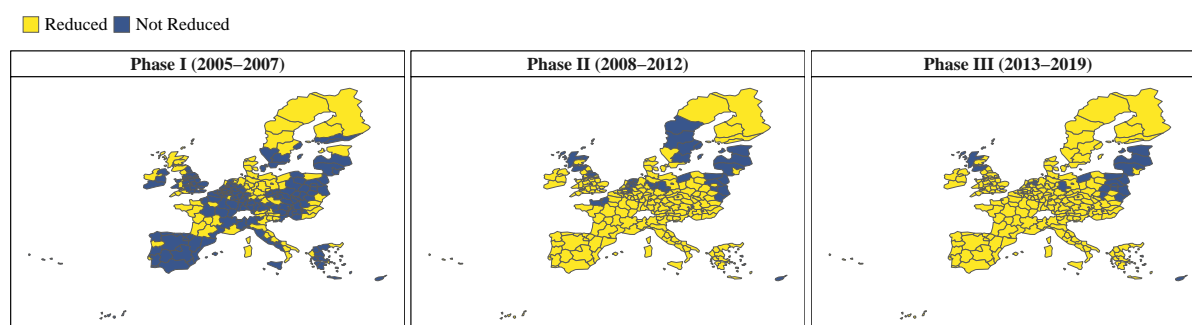 Reduced Not Reduced
Phase I (2005−2007) Phase II (2008−2012) Phase III (2013−2019)